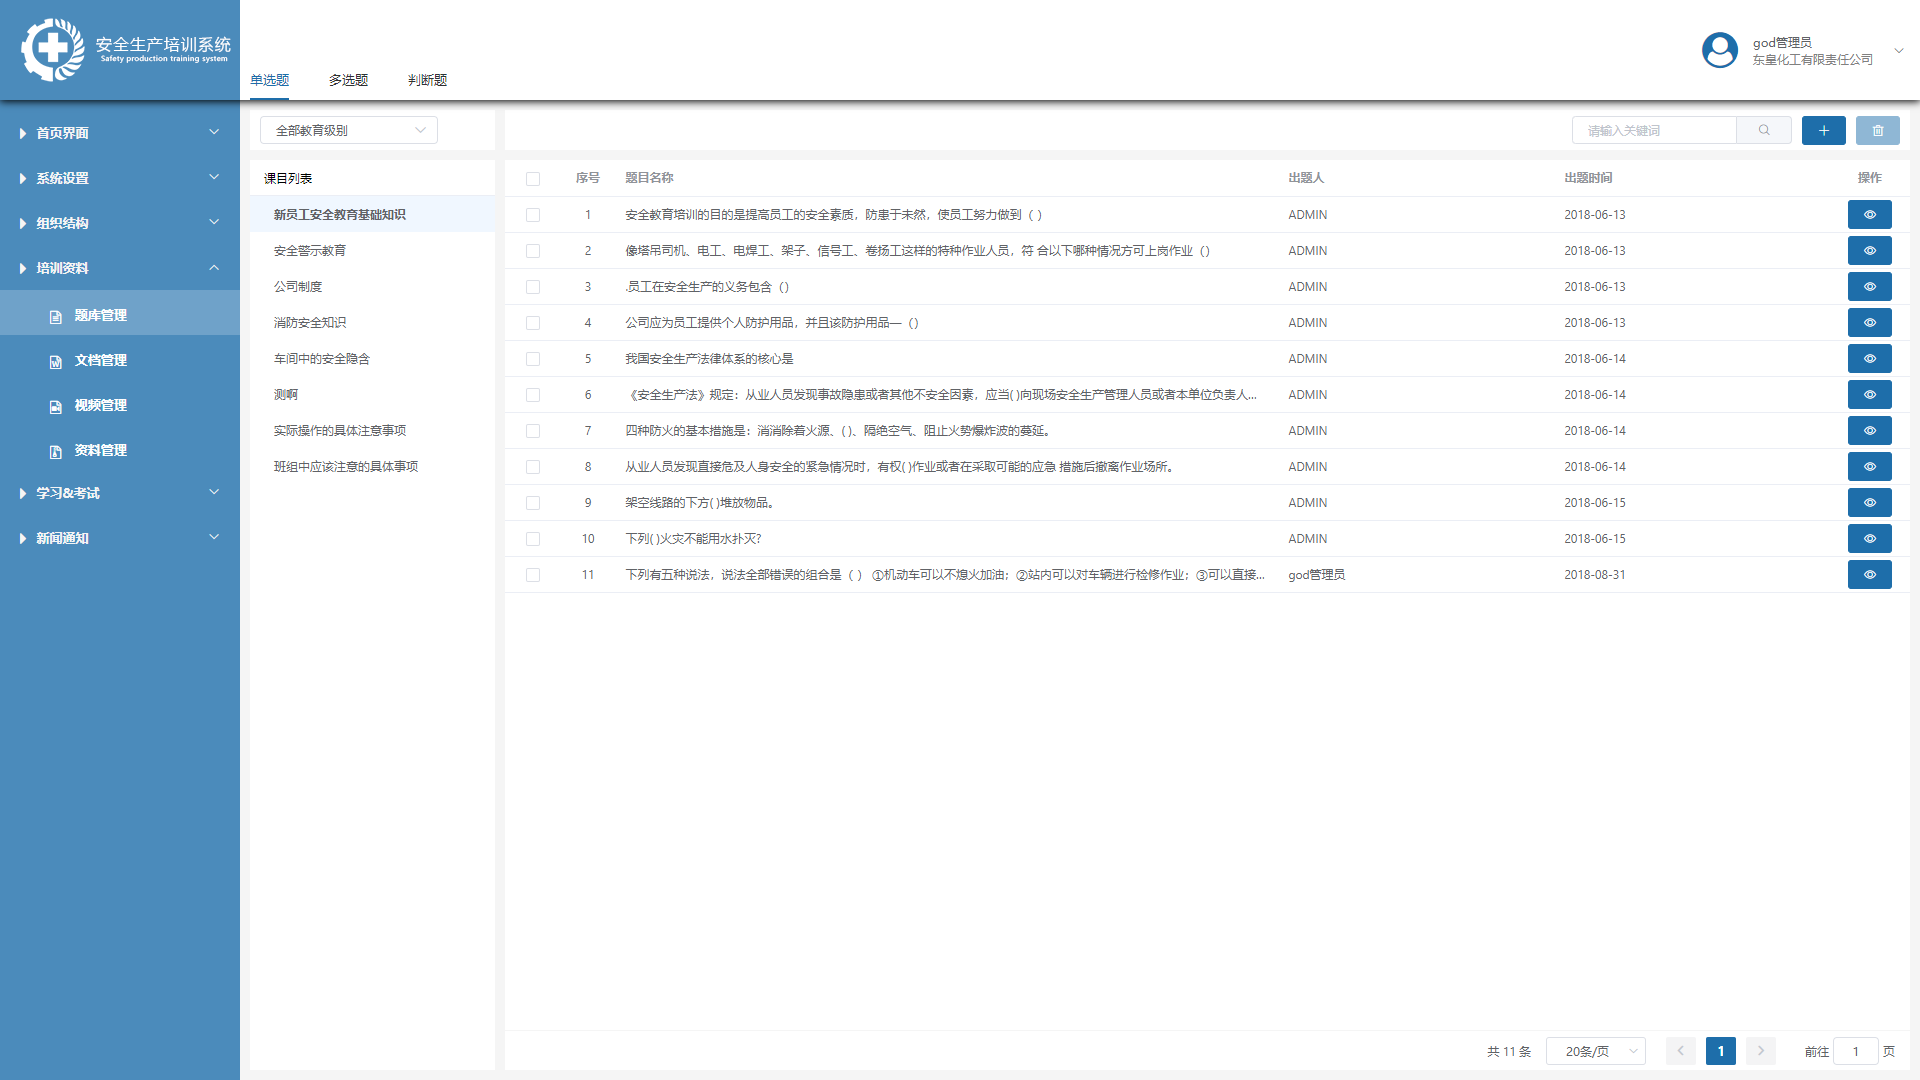 安全生产培训系统
Safety production training system
god管理员
东皇化工有限责任公司
单选题 多选题 判断题
首页界面
系统设置
组织结构
培训资料
题库管理
文档管理
视频管理
资料管理
学习&考试
新闻通知
全部教育级别
请输入关键词
课目列表
新员工安全教育基础知识
安全警示教育
公司制度
消防安全知识
车间中的安全隐含
测啊
实际操作的具体注意事项
班组中应该注意的具体事项
序号 题目名称 出题人 出题时间 操作
1 安全教育培训的目的是提高员工的安全素质，防患于未然，使员工努力做到（ ） ADMIN 2018-06-13
2 像塔吊司机、电工、电焊工、架子、信号工、卷扬工这样的特种作业人员，符 合以下哪种情况方可上岗作业（） ADMIN 2018-06-13
3 .员工在安全生产的义务包含（） ADMIN 2018-06-13
4 公司应为员工提供个人防护用品，并且该防护用品—（） ADMIN 2018-06-13
5 我国安全生产法律体系的核心是 ADMIN 2018-06-14
6 《安全生产法》规定：从业人员发现事故隐患或者其他不安全因素，应当( )向现场安全生产管理人员或者本单位负责人... ADMIN 2018-06-14
7 四种防火的基本措施是：消消除着火源、( )、隔绝空气、阻止火势爆炸波的蔓延。 ADMIN 2018-06-14
8 从业人员发现直接危及人身安全的紧急情况时，有权( )作业或者在采取可能的应急 措施后撤离作业场所。 ADMIN 2018-06-14
9 架空线路的下方( )堆放物品。 ADMIN 2018-06-15
10 下列( )火灾不能用水扑灭? ADMIN 2018-06-15
11 下列有五种说法，说法全部错误的组合是（ ） ①机动车可以不熄火加油；②站内可以对车辆进行检修作业；③可以直接... god管理员 2018-08-31
共 11 条 20条/页 1 前往 1 页